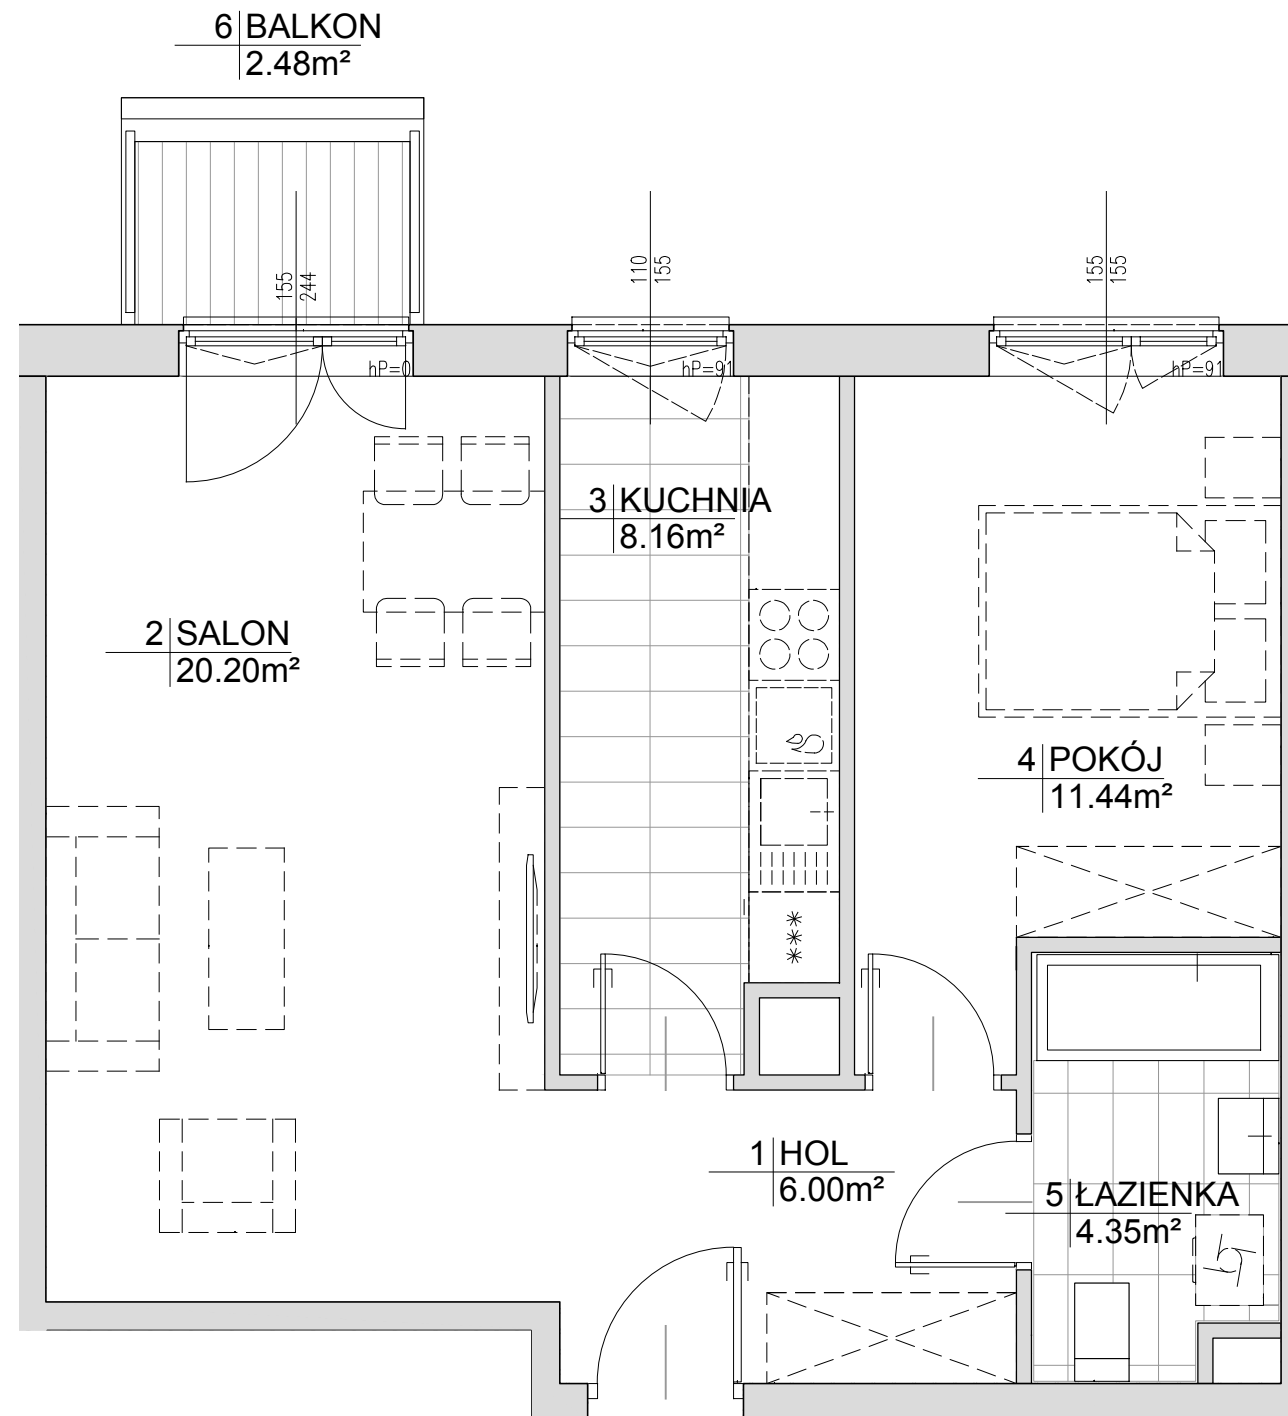 6 BALKON
2.48m²
155
244
110
155
155
155
hP=0
hP=91
hP=91
3 KUCHNIA
8.16m²
2 SALON
20.20m²
4 POKÓJ
11.44m²
1 HOL
6.00m²
5 ŁAZIENKA
4.35m²